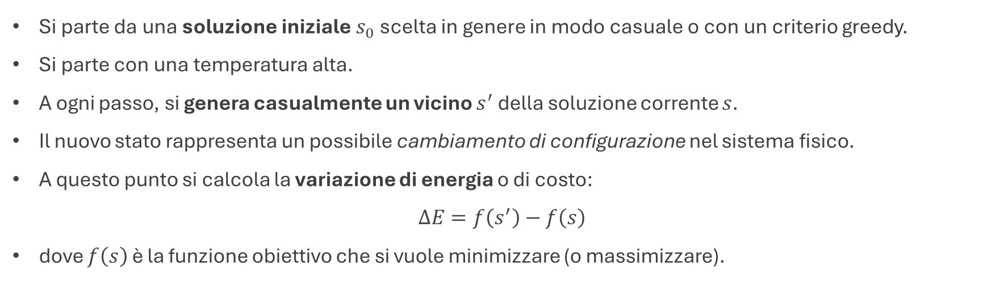 • Si parte da una soluzione iniziale s₀ scelta in genere in modo casuale o con un criterio greedy.
• Si parte con una temperatura alta.
• A ogni passo, si genera casualmente un vicino s′ della soluzione corrente s.
• Il nuovo stato rappresenta un possibile cambiamento di configurazione nel sistema fisico.
• A questo punto si calcola la variazione di energia o di costo:
ΔE = f(s′) − f(s)
• dove f(s) è la funzione obiettivo che si vuole minimizzare (o massimizzare).